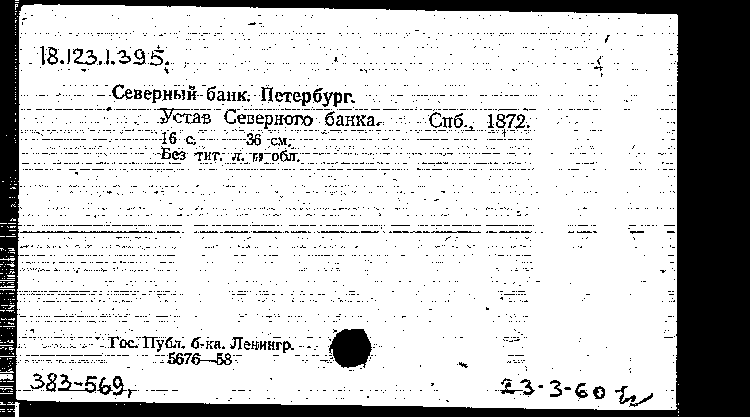 18.123.1.395.
Северный банк. Петербург.
Устав Северного банка. Спб., 1872.
16 с. 36 см.
Без тит. л. и обл.
Гос. Публ. б-ка. Ленингр.
5676—58
383-569,
23-3-60